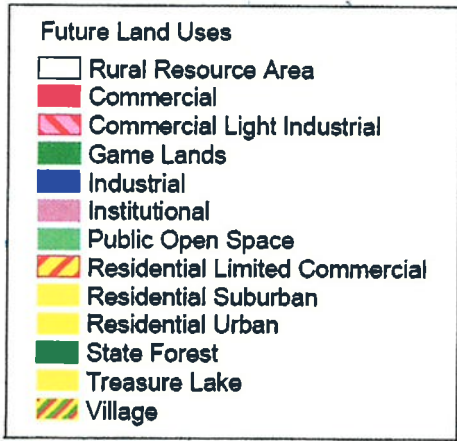 Future Land Uses
Rural Resource Area
Commercial
Commercial Light Industrial
Game Lands
Industrial
Institutional
Public Open Space
Residential Limited Commercial
Residential Suburban
Residential Urban
State Forest
Treasure Lake
Village